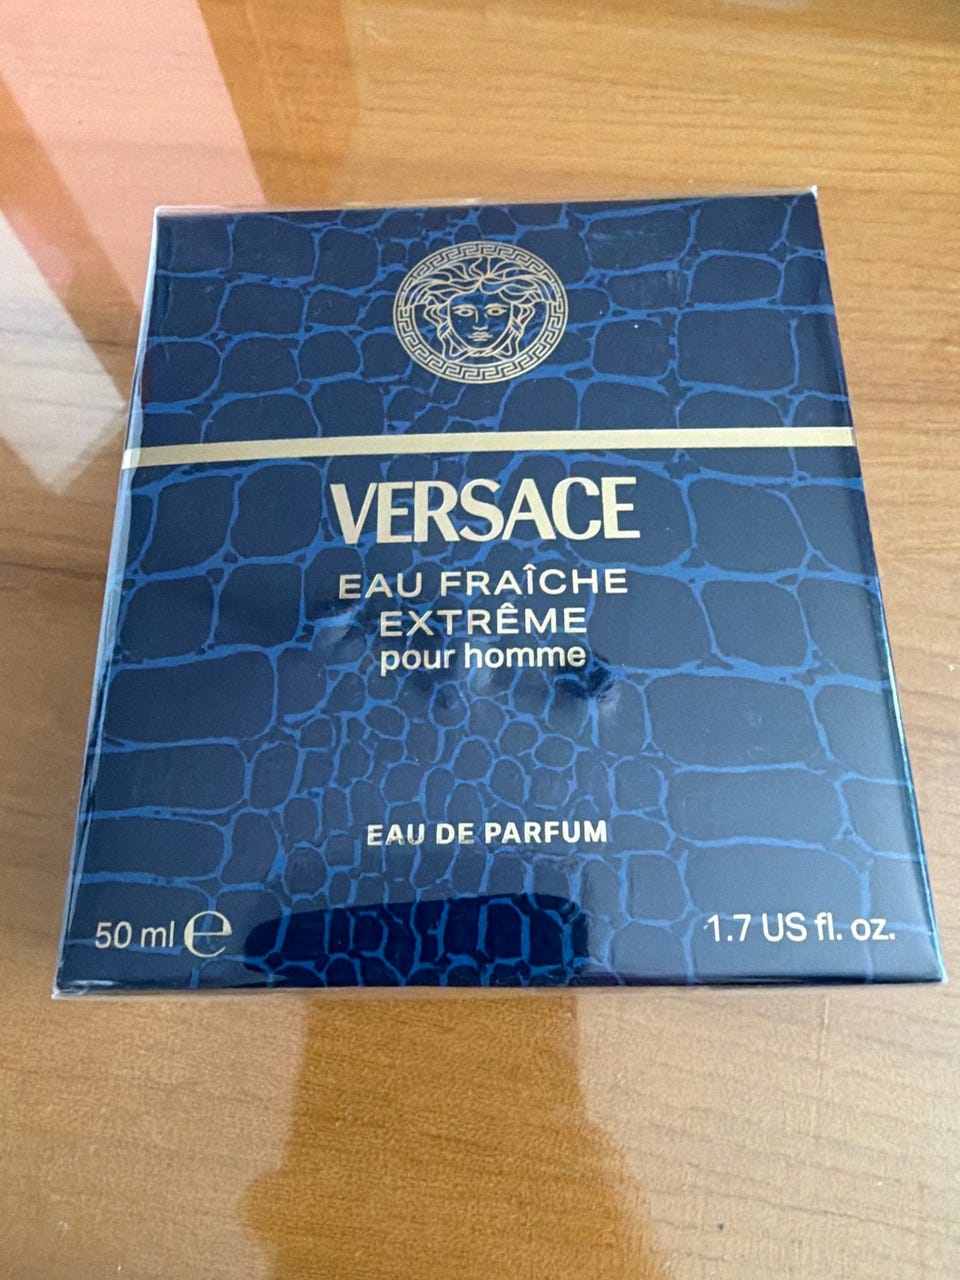 VERSACE
EAU FRAÎCHE
EXTRÊME
pour homme
EAU DE PARFUM
50 ml ℮
1.7 US fl. oz.